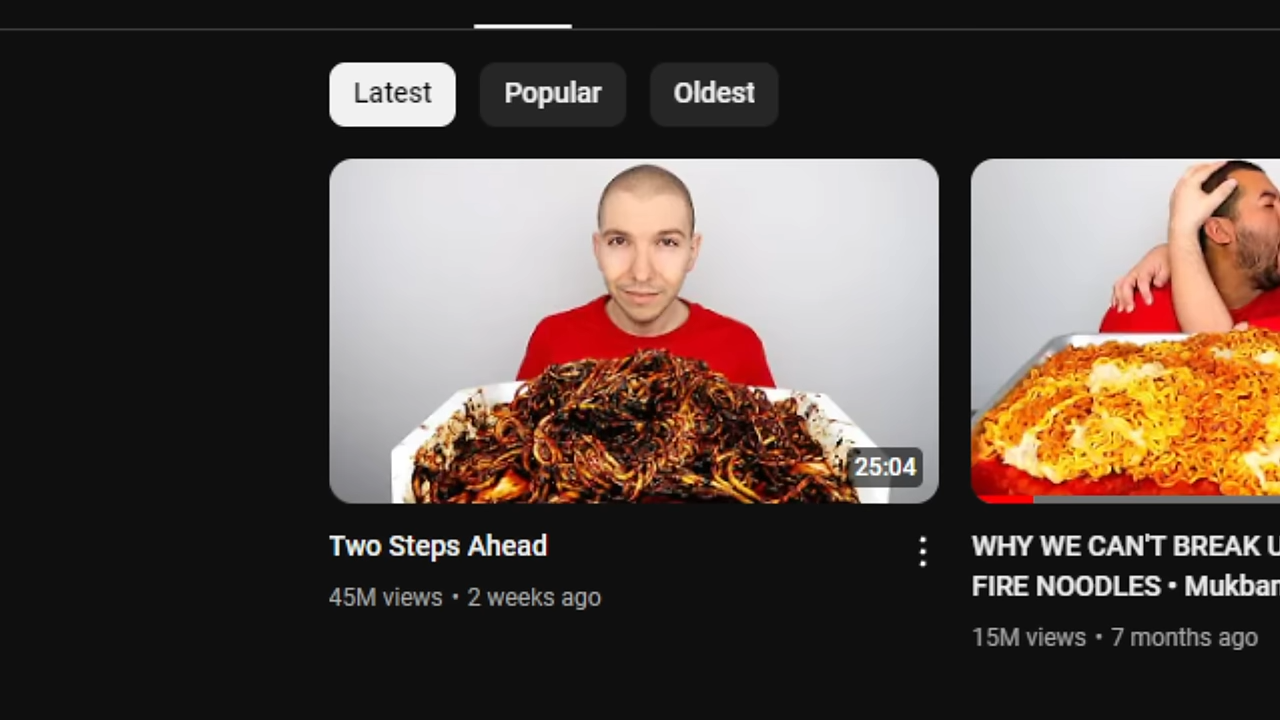 Latest
Popular
Oldest
25:04
Two Steps Ahead
45M views • 2 weeks ago
WHY WE CAN'T BREAK
FIRE NOODLES •
15M views • 7 months ago